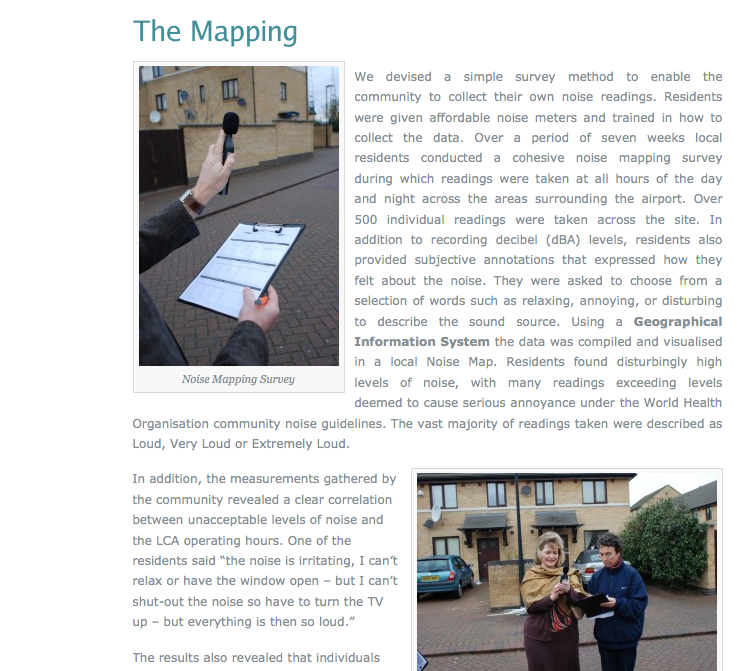 The Mapping
We devised a simple survey method to enable the
community to collect their own noise readings. Residents
were given affordable noise meters and trained in how to
collect the data. Over a period of seven weeks local
residents conducted a cohesive noise mapping survey
during which readings were taken at all hours of the day
and night across the areas surrounding the airport. Over
500 individual readings were taken across the site. In
addition to recording decibel (dBA) levels, residents also
provided subjective annotations that expressed how they
felt about the noise. They were asked to choose from a
selection of words such as relaxing, annoying, or disturbing
to describe the sound source. Using a Geographical
Information System the data was compiled and visualised
in a local Noise Map. Residents found disturbingly high
levels of noise, with many readings exceeding levels
deemed to cause serious annoyance under the World Health
Organisation community noise guidelines. The vast majority of readings taken were described as
Loud, Very Loud or Extremely Loud.
Noise Mapping Survey
In addition, the measurements gathered by
the community revealed a clear correlation
between unacceptable levels of noise and
the LCA operating hours. One of the
residents said “the noise is irritating, I can’t
relax or have the window open – but I can’t
shut-out the noise so have to turn the TV
up – but everything is then so loud.”
The results also revealed that individuals